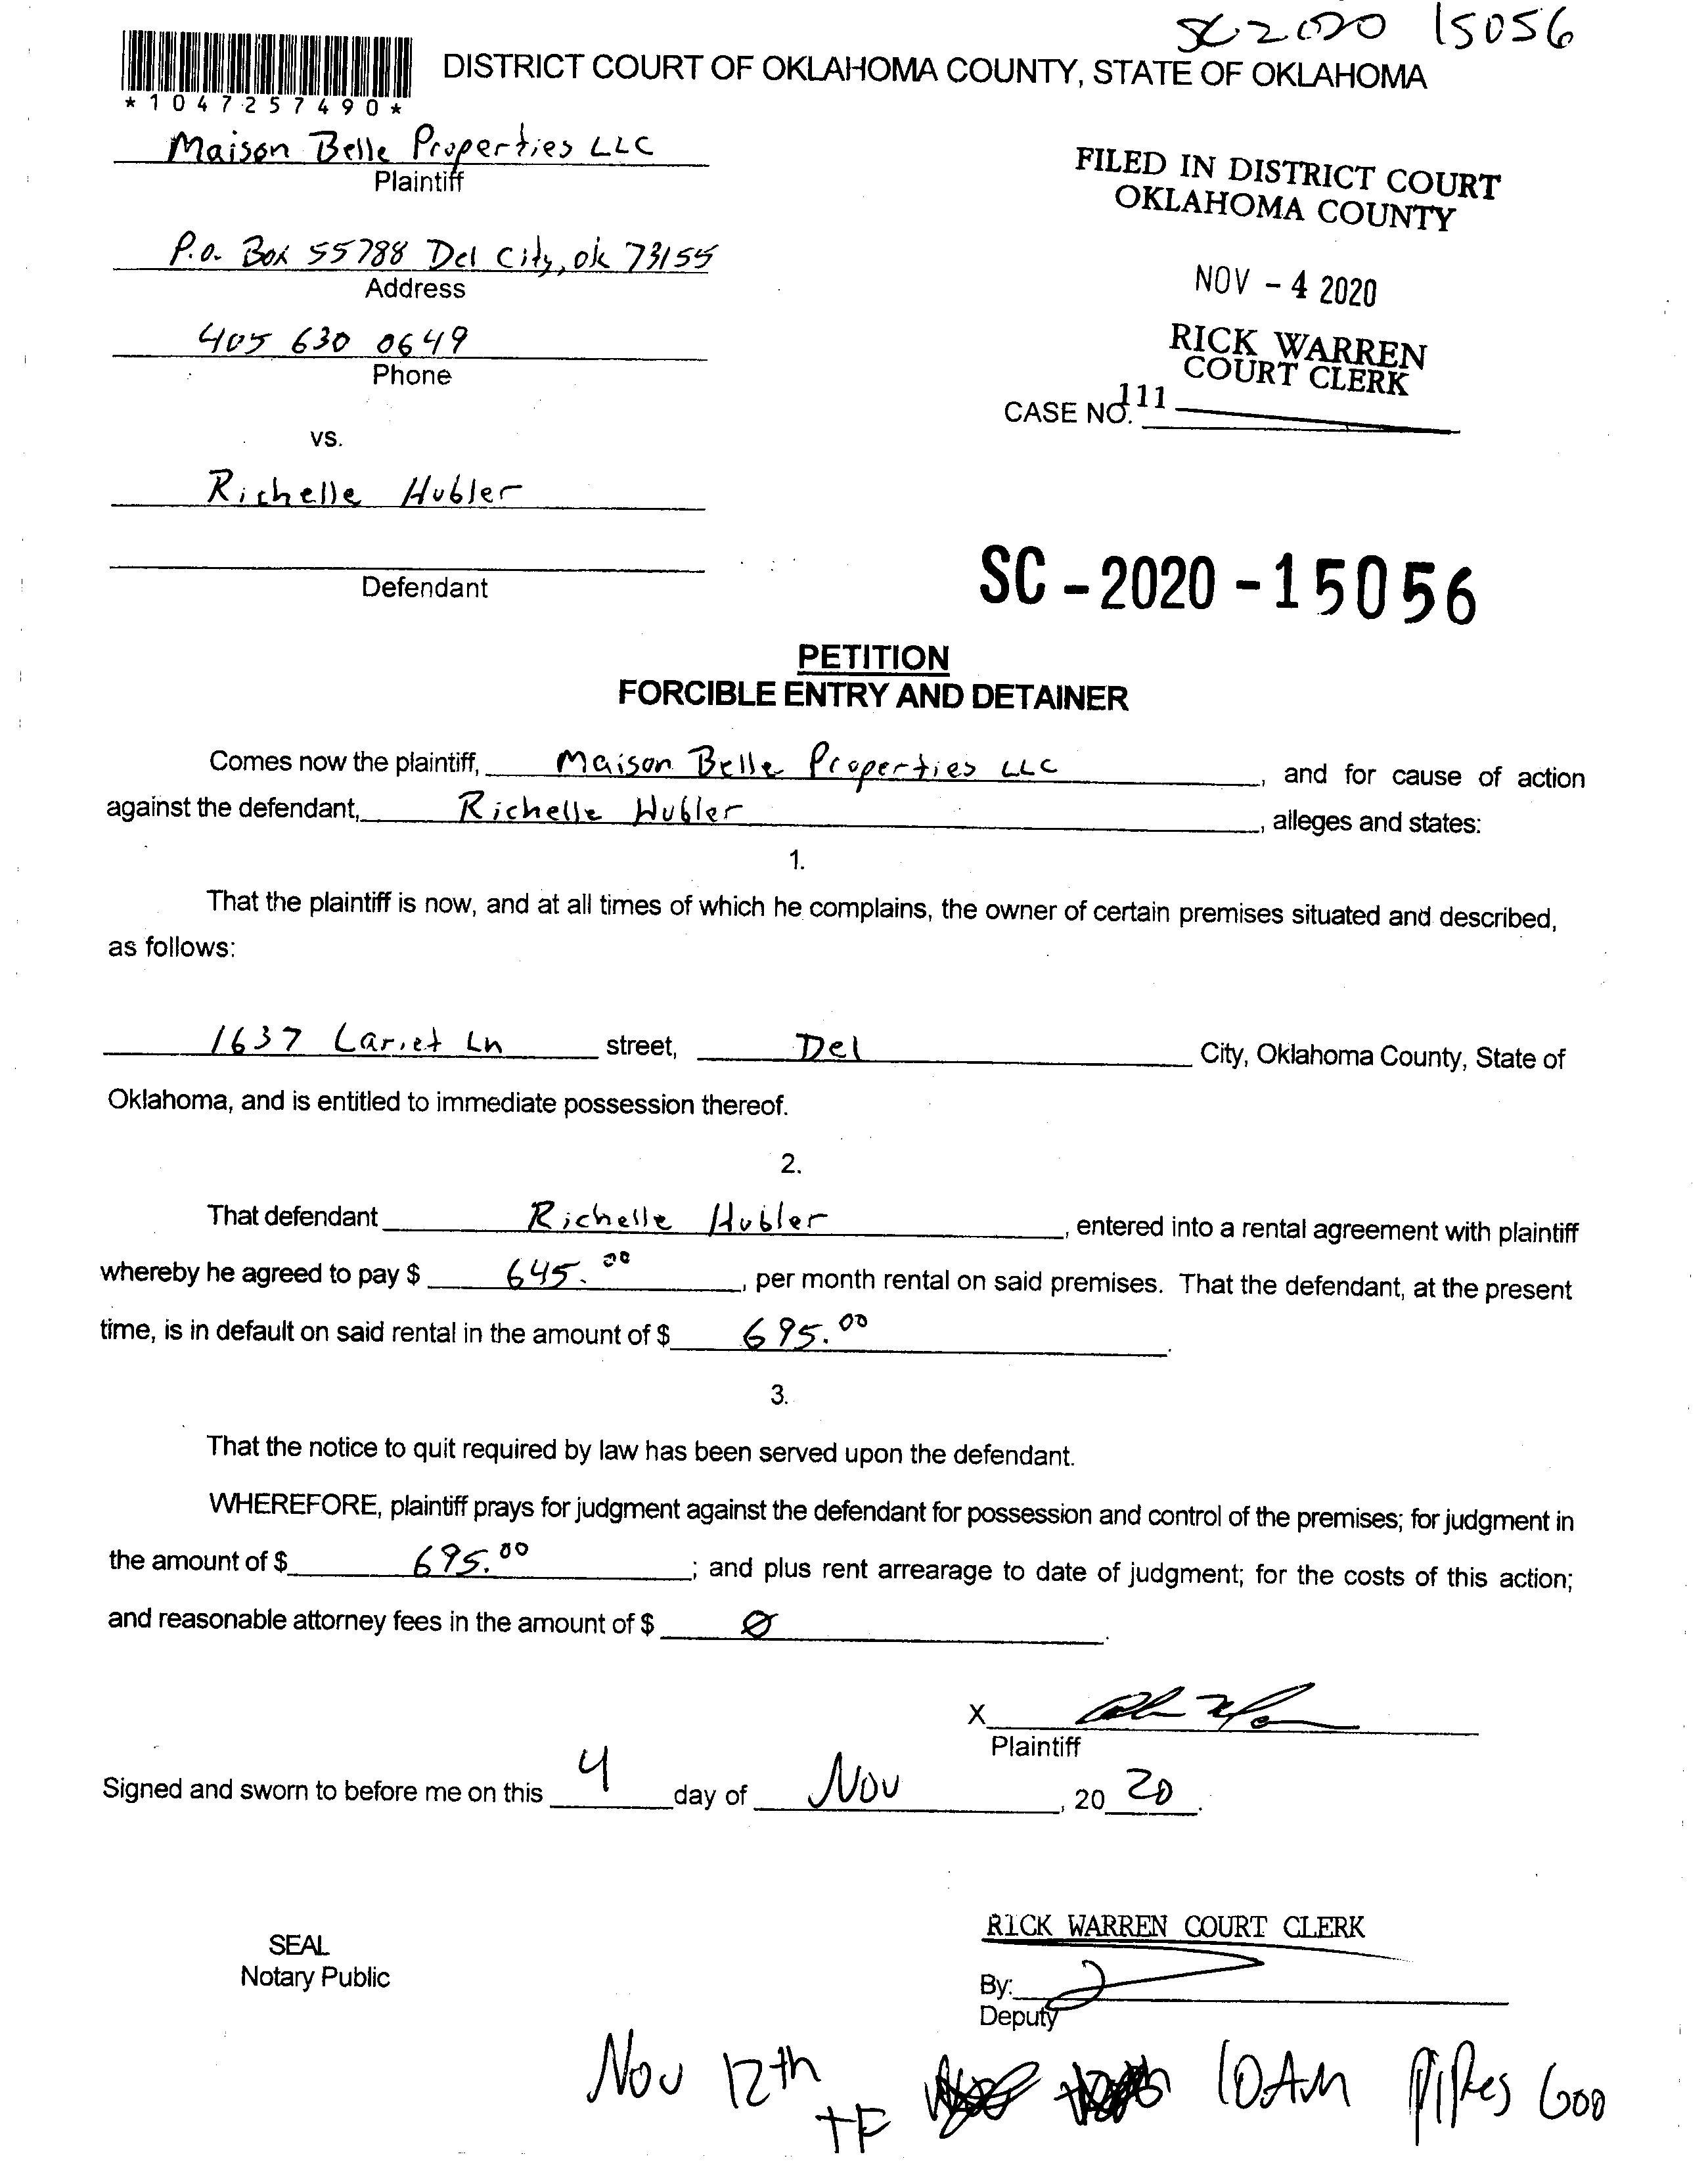 SC 2020 15056
DISTRICT COURT OF OKLAHOMA COUNTY, STATE OF OKLAHOMA
*1047257490*
Maison Belle Properties LLC
Plaintiff
FILED IN DISTRICT COURT
OKLAHOMA COUNTY
P.O. Box 55788 Del City, ok 73155
Address
NOV - 4 2020
405 630 0649
Phone
RICK WARREN
COURT CLERK
CASE NO. 111
vs.
Richelle Hubler
Defendant
SC - 2020 - 15056
PETITION
FORCIBLE ENTRY AND DETAINER
Comes now the plaintiff, Maison Belle Properties LLC, and for cause of action
against the defendant, Richelle Hubler, alleges and states:
1.
That the plaintiff is now, and at all times of which he complains, the owner of certain premises situated and described,
as follows:
1637 Lariet Ln street, Del City, Oklahoma County, State of
Oklahoma, and is entitled to immediate possession thereof.
2.
That defendant Richelle Hubler, entered into a rental agreement with plaintiff
whereby he agreed to pay $ 645.00, per month rental on said premises. That the defendant, at the present
time, is in default on said rental in the amount of $ 695.00.
3.
That the notice to quit required by law has been served upon the defendant.
WHEREFORE, plaintiff prays for judgment against the defendant for possession and control of the premises; for judgment in
the amount of $ 695.00; and plus rent arrearage to date of judgment; for the costs of this action;
and reasonable attorney fees in the amount of $ Ø.
X
Plaintiff
Signed and sworn to before me on this 4 day of Nov, 20 20.
RICK WARREN COURT CLERK
SEAL
Notary Public
By:
Deputy
Nov 12th TF 10AM Pipes 600